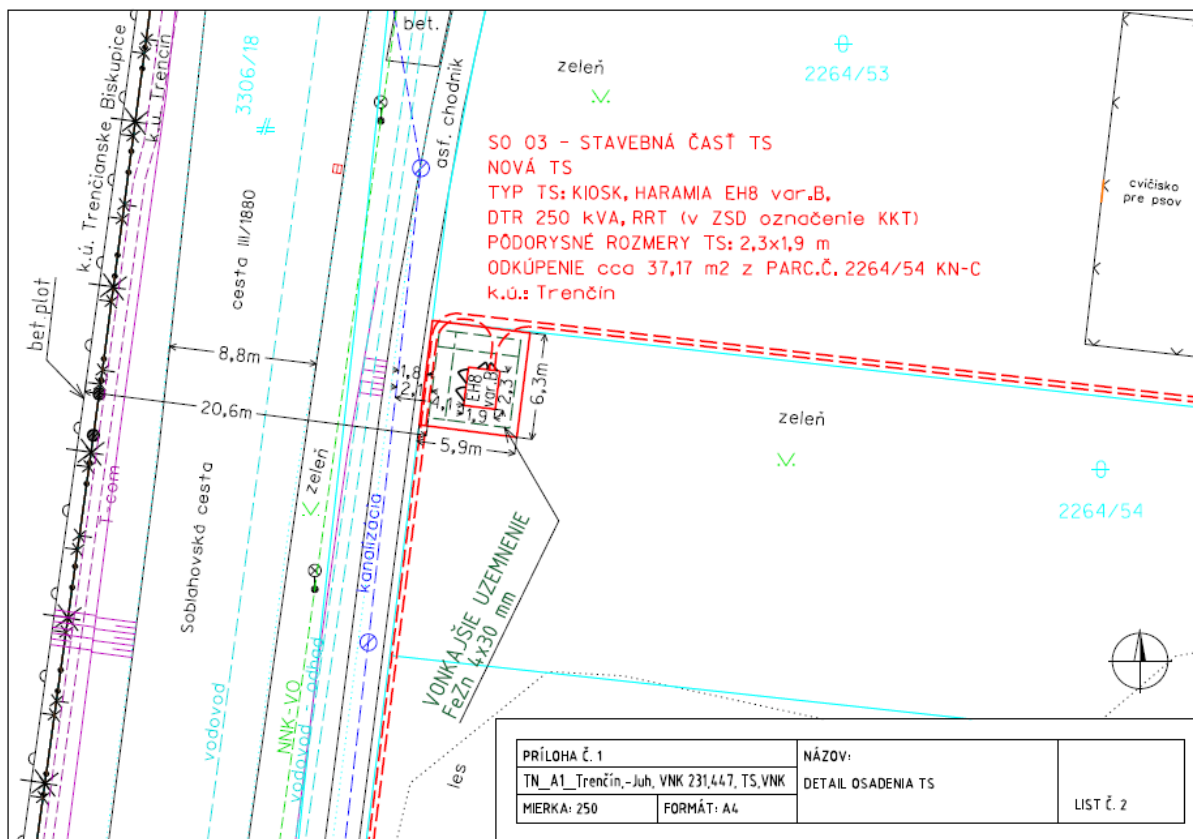 bet.
zeleň
2264/53
3306/18
k.ú. Trenčianske Biskupice
k.ú. Trenčín
asf. chodník
SO 03 - STAVEBNÁ ČASŤ TS
NOVÁ TS
TYP TS: KIOSK, HARAMIA EH8 var.B,
DTR 250 kVA, RRT (v ZSD označenie KKT)
PÔDORYSNÉ ROZMERY TS: 2,3x1,9 m
ODKÚPENIE cca 37,17 m2 z PARC.Č. 2264/54 KN-C
k.ú.: Trenčín
cvičisko
pre psov
cesta III/1880
bet.plot
8,8m
20,6m
1,8
2,1
4,1
EH8
var.B
2,3
1,9
6,3m
5,9m
zeleň
2264/54
T-com
Soblahovská cesta
zeleň
kanalizácia
vodovod
NNK-VO
vodovod
odpad
VONKAJŠIE UZEMNENIE
FeZn 4x30 mm
les
PRÍLOHA Č. 1
NÁZOV:
TN_A1_Trenčín,-Juh, VNK 231,447, TS,VNK
DETAIL OSADENIA TS
MIERKA: 250
FORMÁT: A4
LIST Č. 2